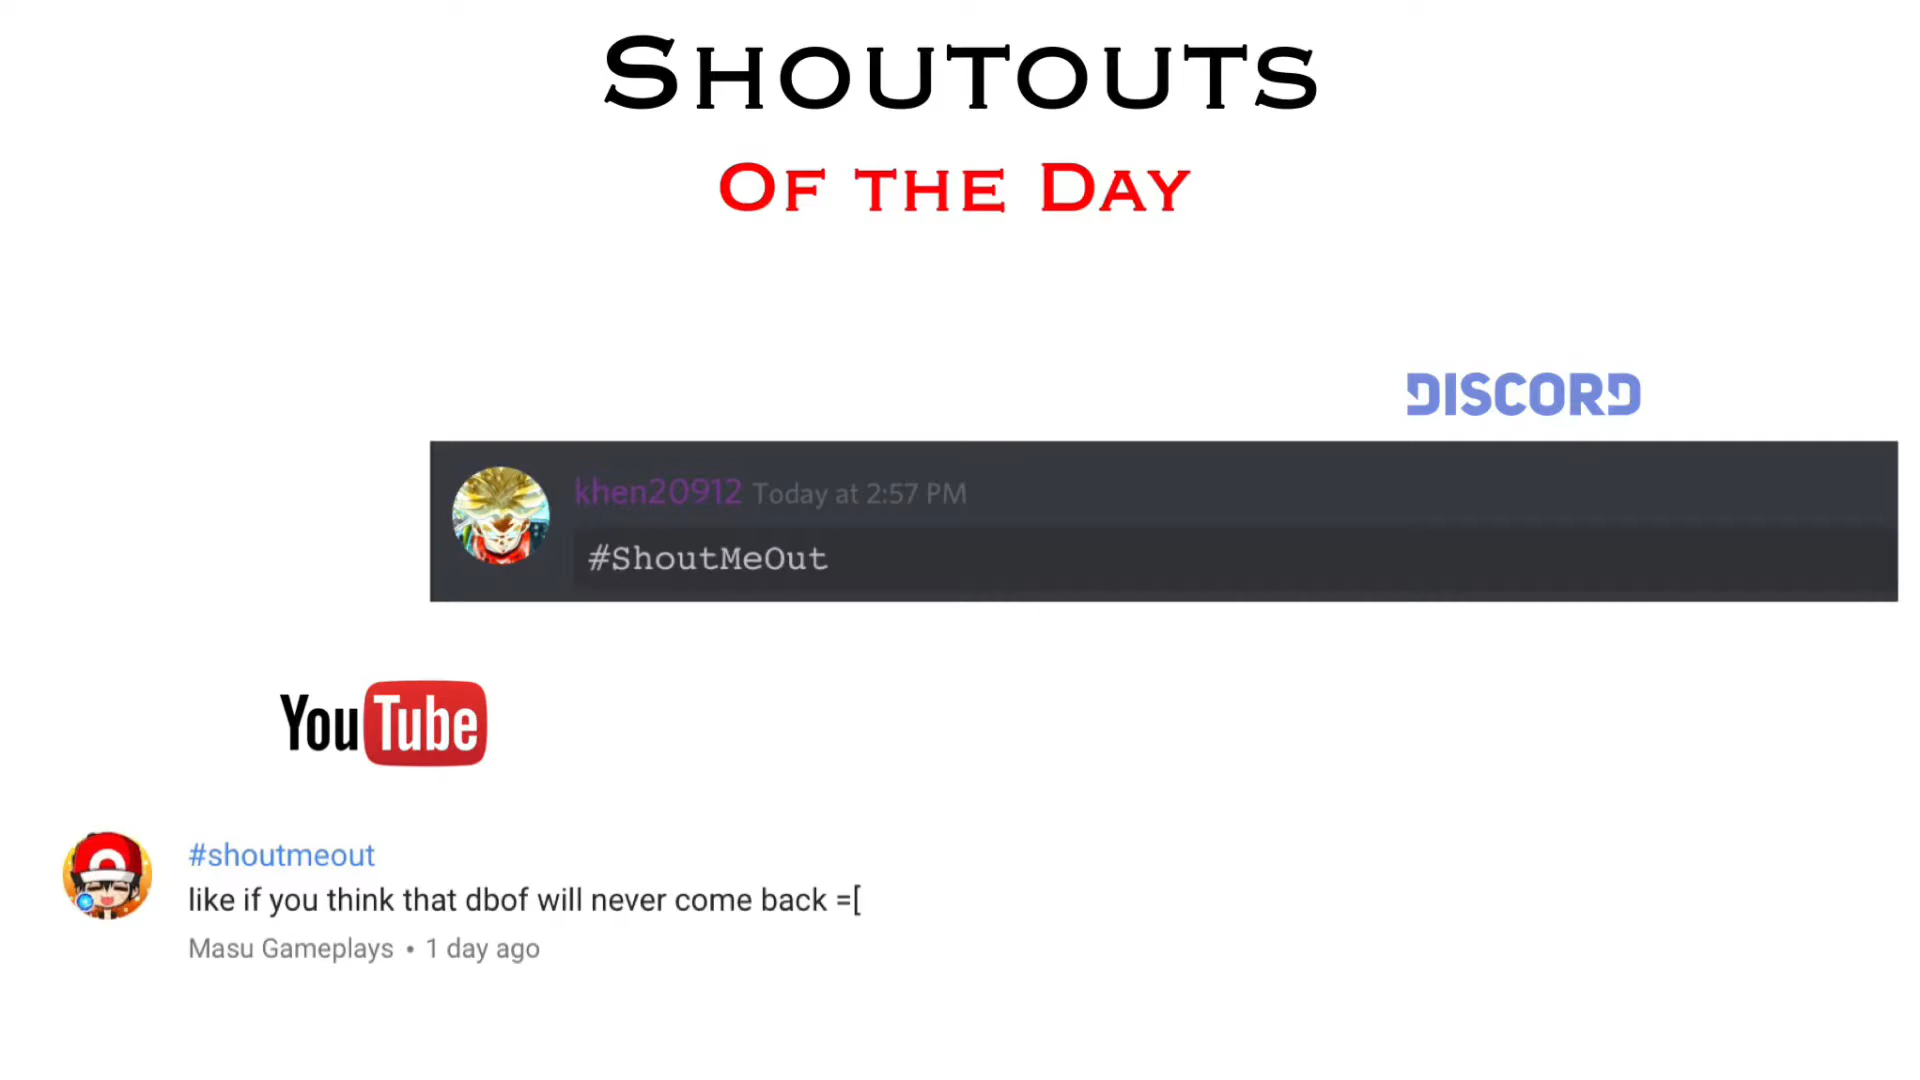 SHOUTOUTS
OF THE DAY
DISCORD
khen20912 Today at 2:57 PM
#ShoutMeOut
YouTube
#shoutmeout
like if you think that dbof will never come back =[
Masu Gameplays • 1 day ago